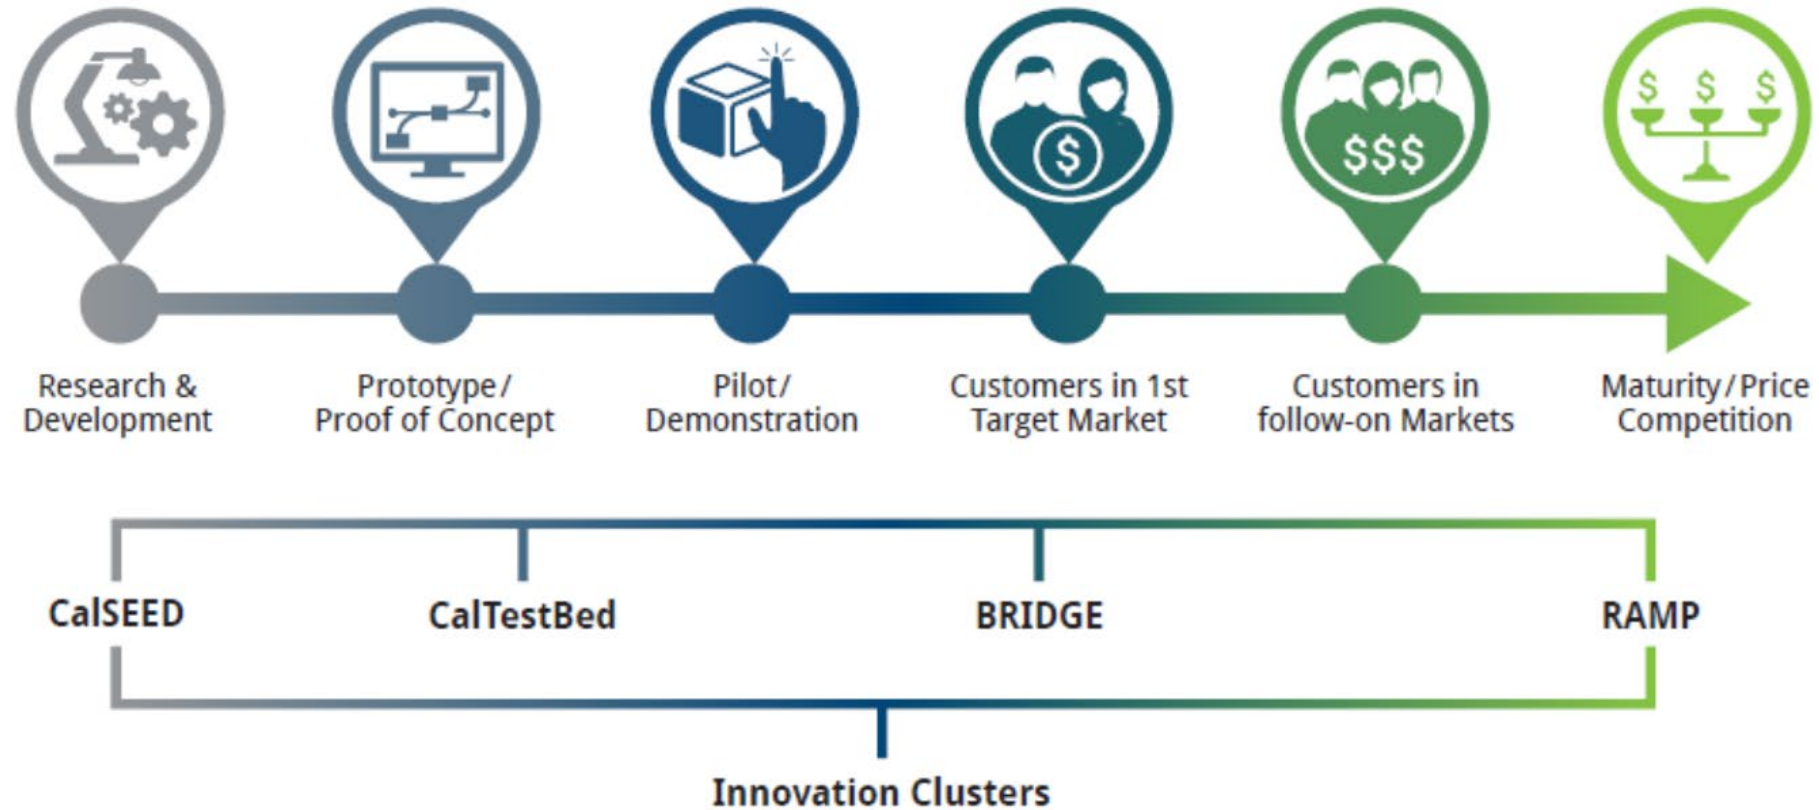 $
$$$
$ $ $
Research &
Development
Prototype/
Proof of Concept
Pilot/
Demonstration
Customers in 1st
Target Market
Customers in
follow-on Markets
Maturity/Price
Competition
CalSEED
CalTestBed
BRIDGE
RAMP
Innovation Clusters